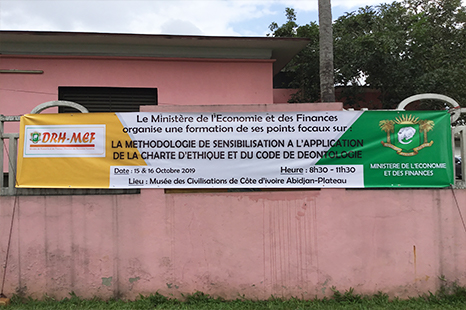 DRH-MEF
Le Ministère de l'Economie et des Finances
organise une formation de ses points focaux sur :
LA METHODOLOGIE DE SENSIBILISATION A L'APPLICATION
DE LA CHARTE D'ETHIQUE ET DU CODE DE DEONTOLOGIE
Date : 15 & 16 Octobre 2019 Heure : 8h30 - 11h30
Lieu : Musée des Civilisations de Côte d'ivoire Abidjan-Plateau
MINISTERE DE L'ECONOMIE
ET DES FINANCES